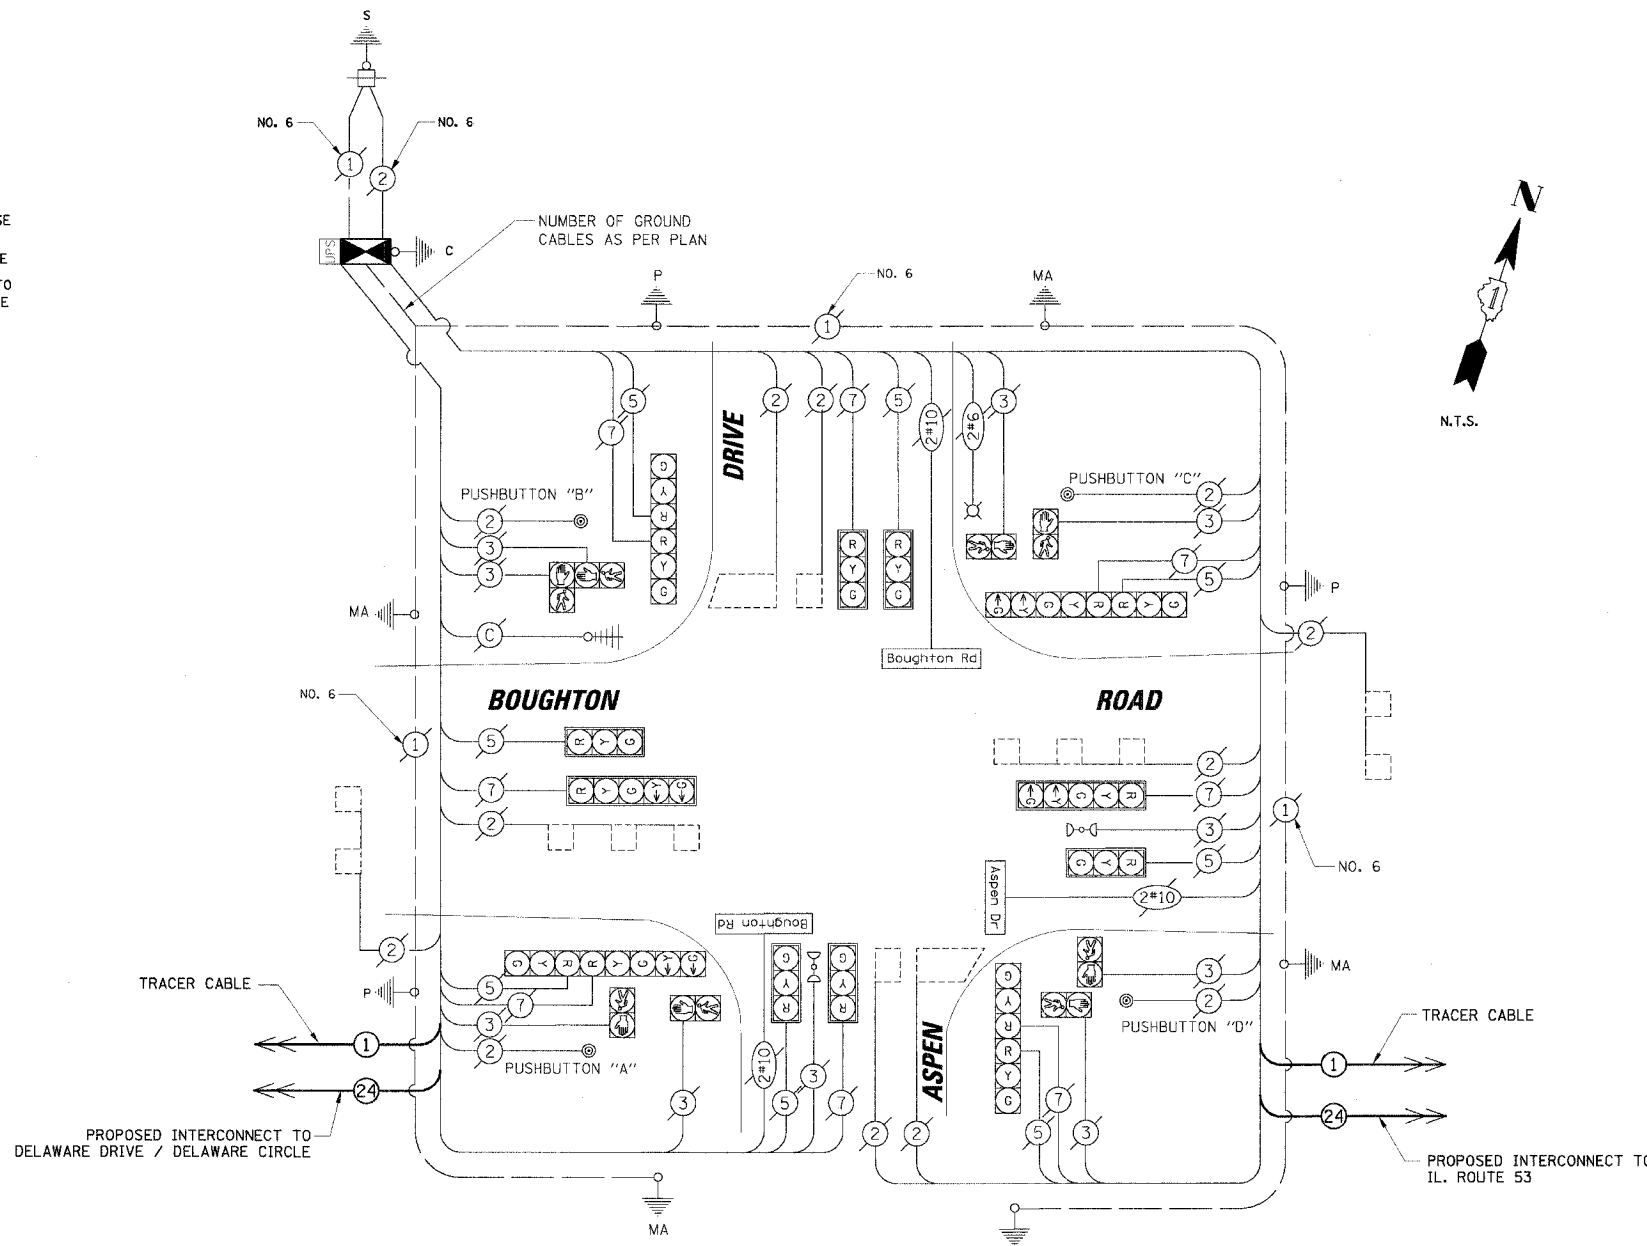 S
NO. 6
NO. 6
1
2
SE
E
TO
E
UPS
C
NUMBER OF GROUND
CABLES AS PER PLAN
N
1
N.T.S.
P
NO. 6
MA
1
5
7
2
2
7
5
2#10
2#6
3
DRIVE
G
Y
R
R
Y
G
PUSHBUTTON "B"
2
3
3
PUSHBUTTON "C"
2
3
7
5
R
Y
G
R
Y
G
G Y G Y R R Y G
MA
C
P
2
Boughton Rd
NO. 6
BOUGHTON
ROAD
1
5
R Y G
7
R Y G Y G
2
2
G Y G Y R
7
3
G Y R
5
1
NO. 6
Aspen Dr
2#10
Boughton Rd
2
G Y R R Y G Y G
5
7
3
2
P
TRACER CABLE
1
24
PUSHBUTTON "A"
PROPOSED INTERCONNECT TO
DELAWARE DRIVE / DELAWARE CIRCLE
G
Y
R
G
Y
R
3
2#10
5
3
7
2
2
ASPEN
G
Y
R
R
Y
G
5
7
3
3
2
PUSHBUTTON "D"
MA
TRACER CABLE
1
24
PROPOSED INTERCONNECT TO
IL. ROUTE 53
MA